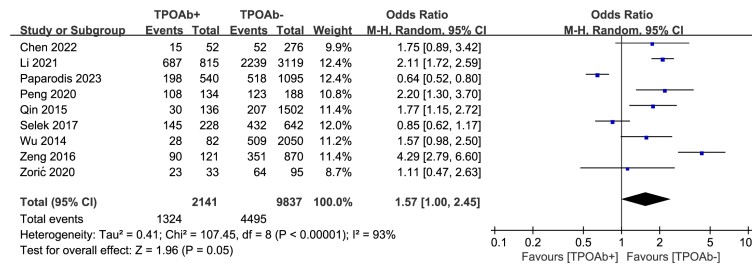 TPOAb+ TPOAb- Odds Ratio Odds Ratio
Study or Subgroup Events Total Events Total Weight M-H. Random. 95% CI M-H. Random. 95% CI
Chen 2022 15 52 52 276 9.9% 1.75 [0.89, 3.42]
Li 2021 687 815 2239 3119 12.4% 2.11 [1.72, 2.59]
Paparodis 2023 198 540 518 1095 12.4% 0.64 [0.52, 0.80]
Peng 2020 108 134 123 188 10.8% 2.20 [1.30, 3.70]
Qin 2015 30 136 207 1502 11.3% 1.77 [1.15, 2.72]
Selek 2017 145 228 432 642 11.9% 0.85 [0.62, 1.17]
Wu 2014 28 82 509 2050 11.1% 1.57 [0.98, 2.50]
Zeng 2016 90 121 351 870 11.4% 4.29 [2.79, 6.60]
Zorić 2020 23 33 64 95 8.7% 1.11 [0.47, 2.63]
Total (95% CI) 2141 9837 100.0% 1.57 [1.00, 2.45]
Total events 1324 4495
Heterogeneity: Tau² = 0.41; Chi² = 107.45, df = 8 (P < 0.00001); I² = 93%
Test for overall effect: Z = 1.96 (P = 0.05)
0.1 0.2 0.5 1 2 5 10
Favours [TPOAb+] Favours [TPOAb-]